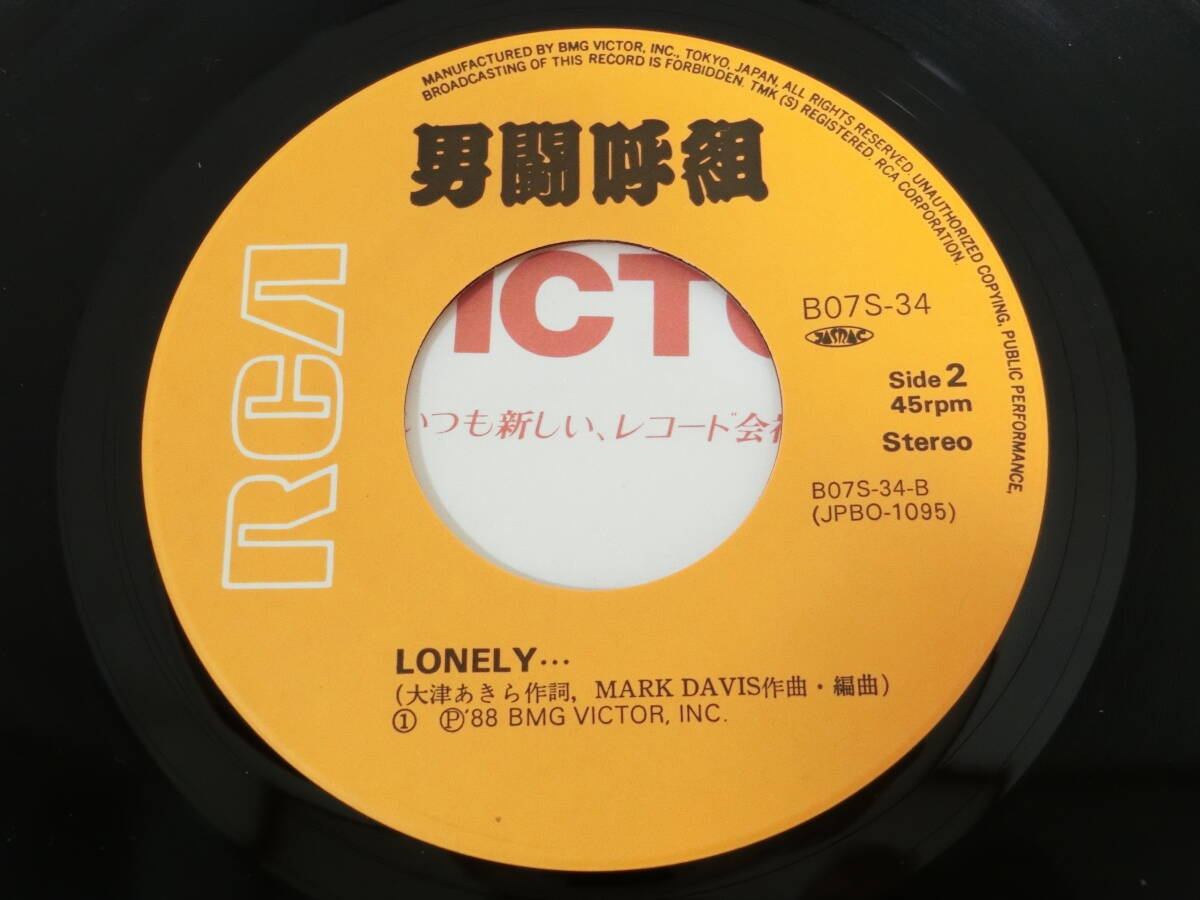 MANUFACTURED BY BMG VICTOR, INC., TOKYO, JAPAN, ALL RIGHTS RESERVED. UNAUTHORIZED COPYING, PUBLIC PERFORMANCE,
BROADCASTING OF THIS RECORD IS FORBIDDEN. TMK (S) REGISTERED. RCA CORPORATION.
男闘呼組
RCA
ICT
いつも新しい、レコード会社
B07S-34
JASRAC
Side 2
45rpm
Stereo
B07S-34-B
(JPBO-1095)
LONELY…
(大津あきら作詞, MARK DAVIS作曲・編曲)
① Ⓟ'88 BMG VICTOR, INC.